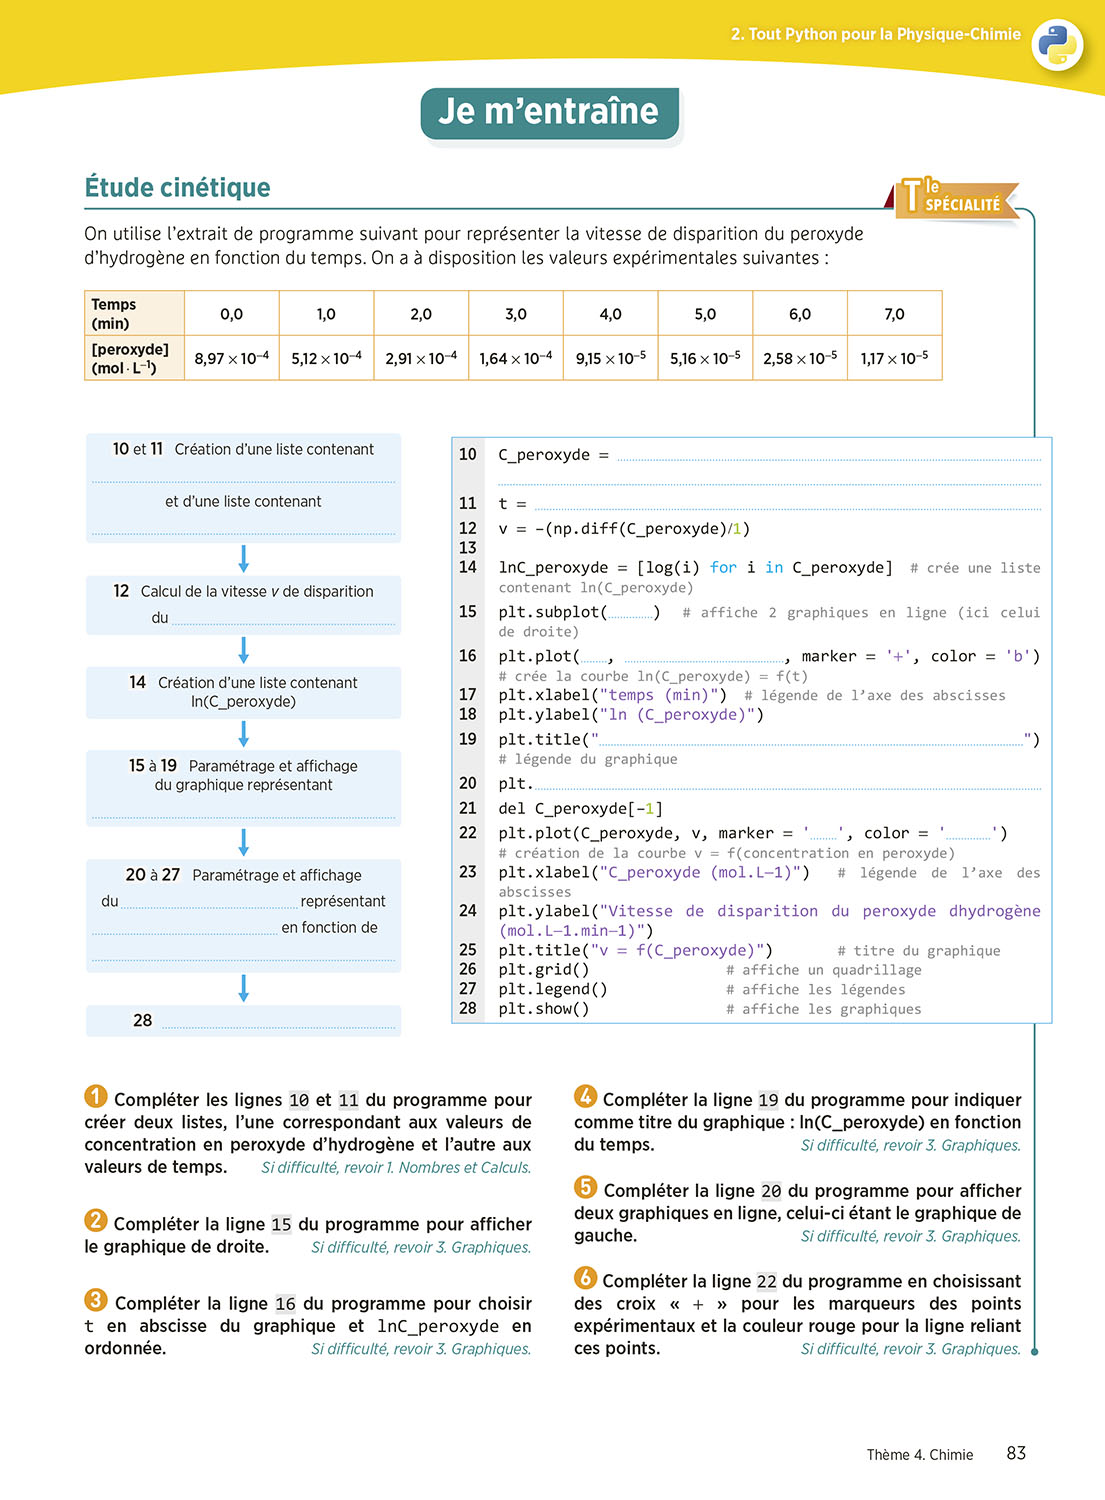 2. Tout Python pour la Physique-Chimie
Je m'entraîne
Étude cinétique
T le
SPÉCIALITÉ
On utilise l'extrait de programme suivant pour représenter la vitesse de disparition du peroxyde
d'hydrogène en fonction du temps. On a à disposition les valeurs expérimentales suivantes :
Temps (min) 0,0 1,0 2,0 3,0 4,0 5,0 6,0 7,0
[peroxyde] (mol · L⁻¹) 8,97 × 10⁻⁴ 5,12 × 10⁻⁴ 2,91 × 10⁻⁴ 1,64 × 10⁻⁴ 9,15 × 10⁻⁵ 5,16 × 10⁻⁵ 2,58 × 10⁻⁵ 1,17 × 10⁻⁵
10 et 11 Création d'une liste contenant
et d'une liste contenant
12 Calcul de la vitesse v de disparition
du
14 Création d'une liste contenant
ln(C_peroxyde)
15 à 19 Paramétrage et affichage
du graphique représentant
20 à 27 Paramétrage et affichage
du représentant
en fonction de
28
10 C_peroxyde =
11 t =
12 v = –(np.diff(C_peroxyde)/1)
13
14 lnC_peroxyde = [log(i) for i in C_peroxyde] # crée une liste
contenant ln(C_peroxyde)
15 plt.subplot( ) # affiche 2 graphiques en ligne (ici celui
de droite)
16 plt.plot( , , marker = '+', color = 'b')
# crée la courbe ln(C_peroxyde) = f(t)
17 plt.xlabel("temps (min)") # légende de l'axe des abscisses
18 plt.ylabel("ln (C_peroxyde)")
19 plt.title(" ")
# légende du graphique
20 plt.
21 del C_peroxyde[–1]
22 plt.plot(C_peroxyde, v, marker = ' ', color = ' ')
# création de la courbe v = f(concentration en peroxyde)
23 plt.xlabel("C_peroxyde (mol.L–1)") # légende de l'axe des
abscisses
24 plt.ylabel("Vitesse de disparition du peroxyde dhydrogène
(mol.L–1.min–1)")
25 plt.title("v = f(C_peroxyde)") # titre du graphique
26 plt.grid() # affiche un quadrillage
27 plt.legend() # affiche les légendes
28 plt.show() # affiche les graphiques
1 Compléter les lignes 10 et 11 du programme pour
créer deux listes, l'une correspondant aux valeurs de
concentration en peroxyde d'hydrogène et l'autre aux
valeurs de temps. Si difficulté, revoir 1. Nombres et Calculs.
2 Compléter la ligne 15 du programme pour afficher
le graphique de droite. Si difficulté, revoir 3. Graphiques.
3 Compléter la ligne 16 du programme pour choisir
t en abscisse du graphique et lnC_peroxyde en
ordonnée. Si difficulté, revoir 3. Graphiques.
4 Compléter la ligne 19 du programme pour indiquer
comme titre du graphique : ln(C_peroxyde) en fonction
du temps. Si difficulté, revoir 3. Graphiques.
5 Compléter la ligne 20 du programme pour afficher
deux graphiques en ligne, celui-ci étant le graphique de
gauche. Si difficulté, revoir 3. Graphiques.
6 Compléter la ligne 22 du programme en choisissant
des croix « + » pour les marqueurs des points
expérimentaux et la couleur rouge pour la ligne reliant
ces points. Si difficulté, revoir 3. Graphiques.
Thème 4. Chimie 83